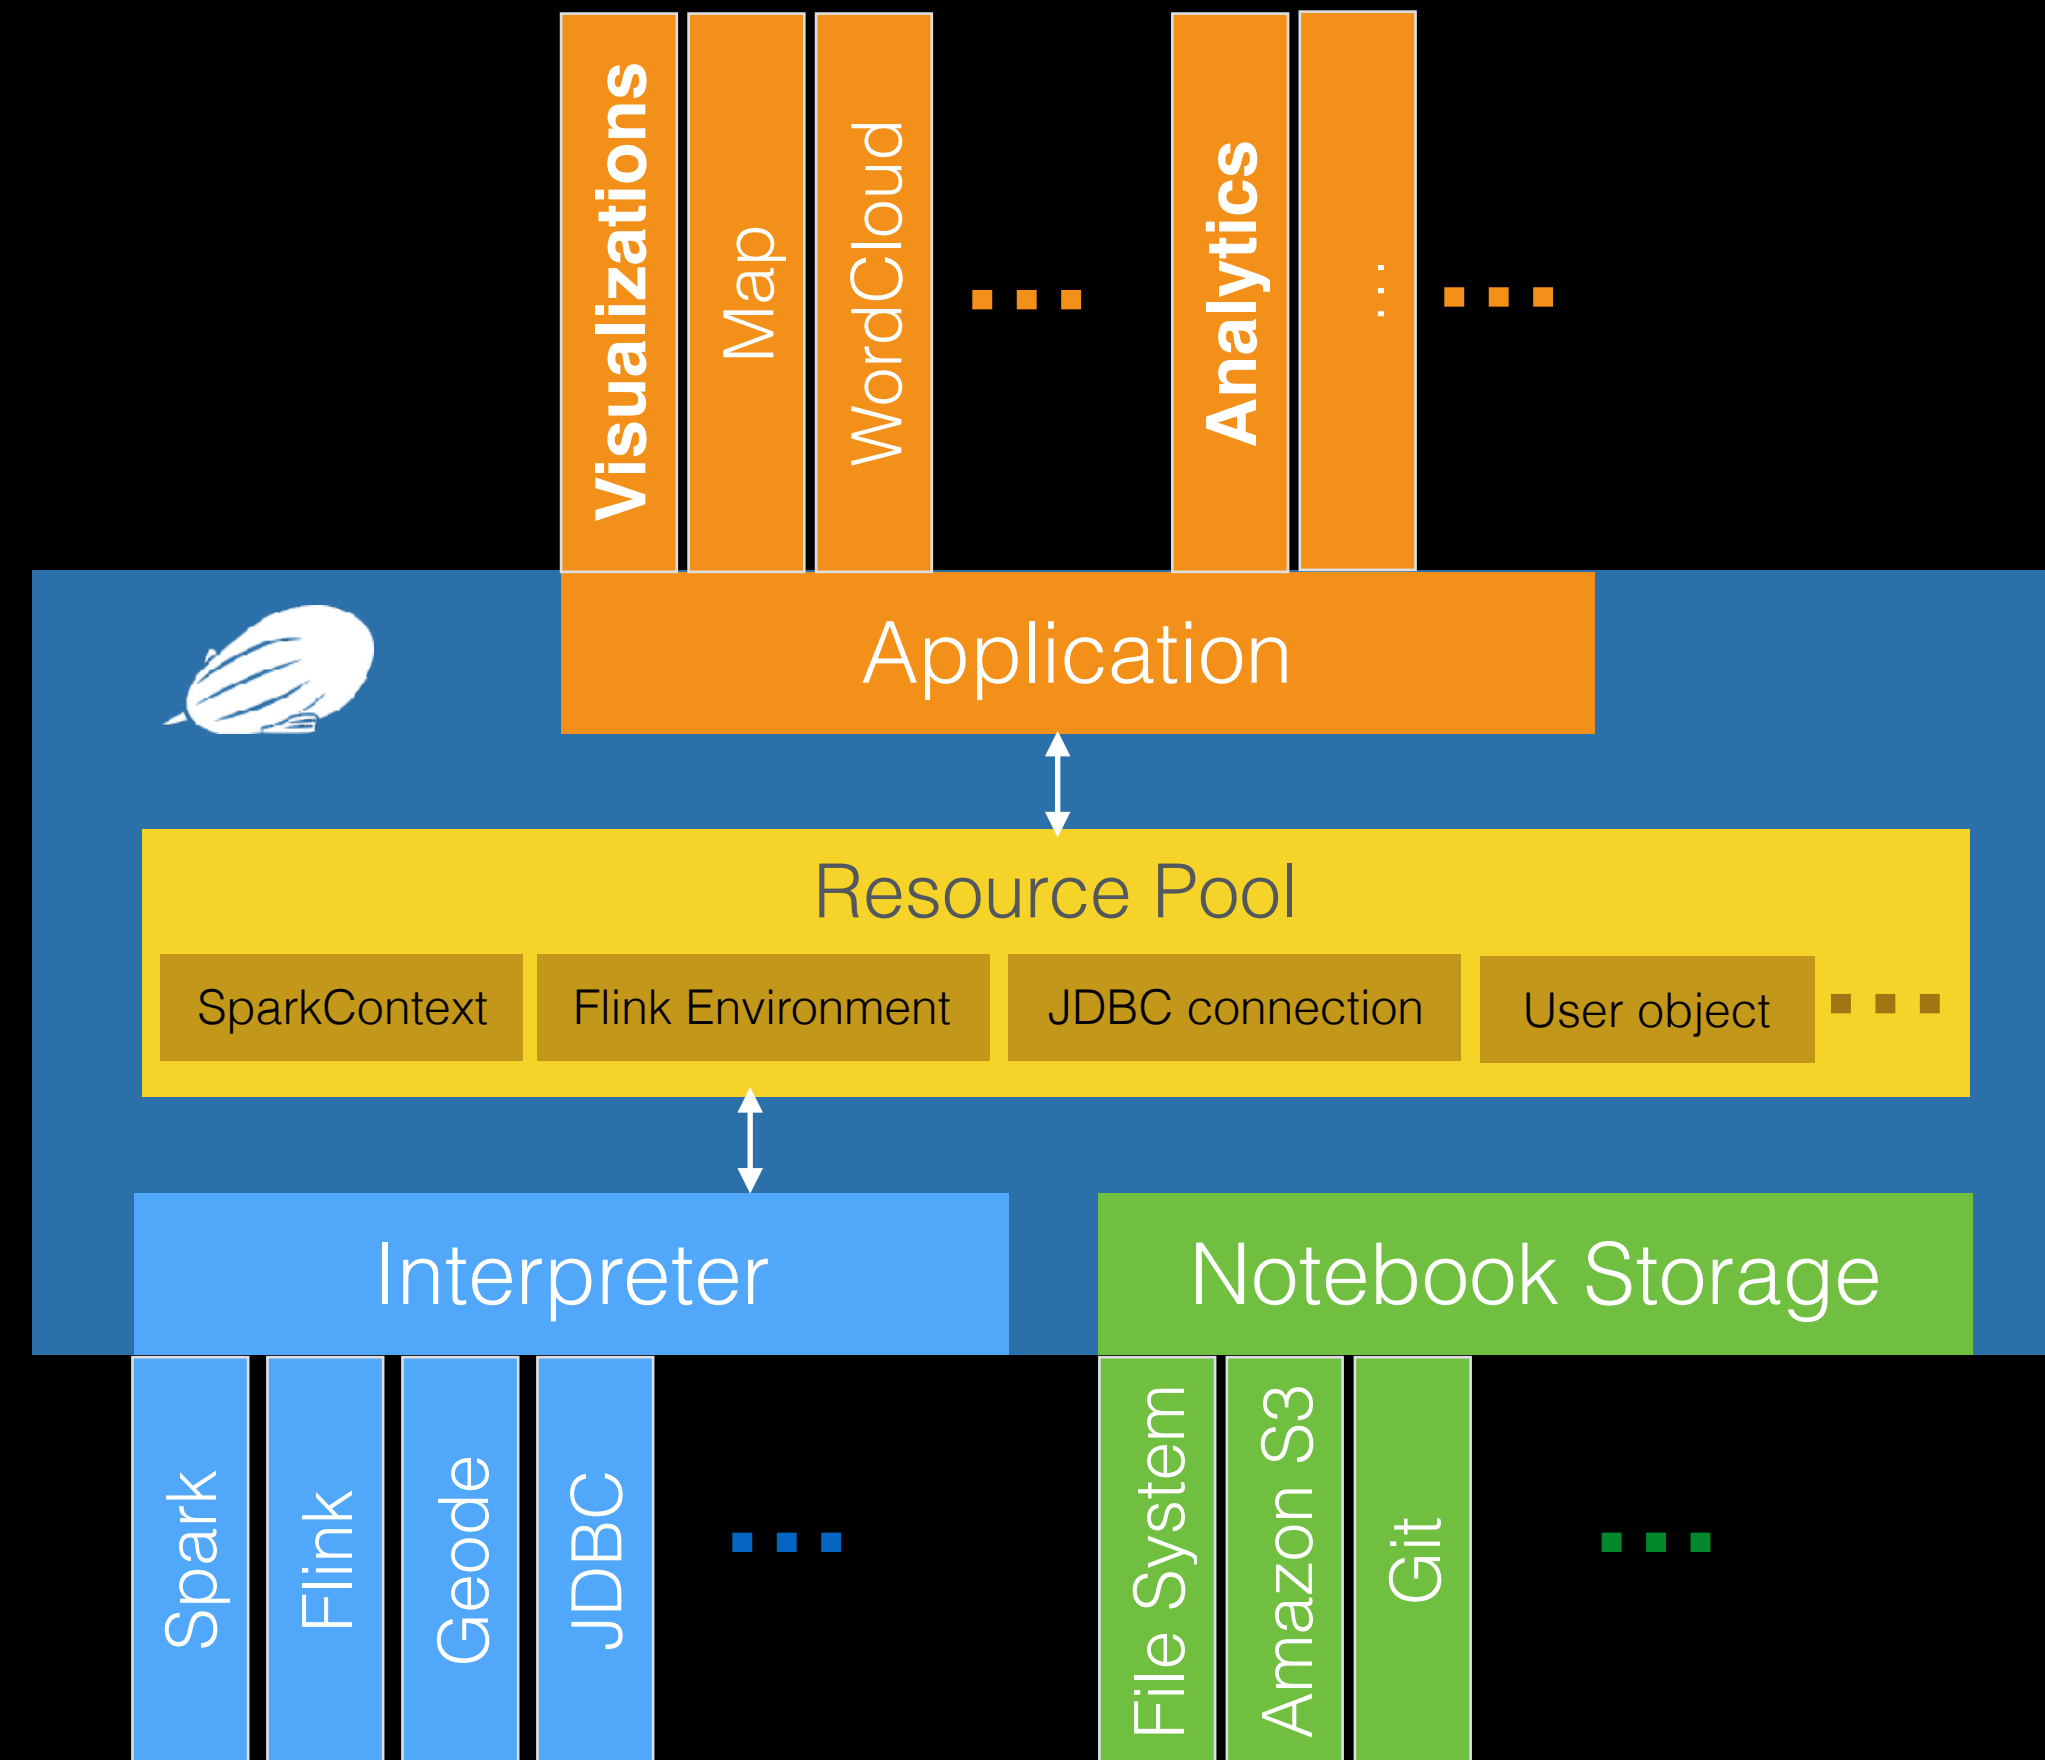 Visualizations
Map
WordCloud
Analytics
...
Application
Resource Pool
SparkContext
Flink Environment
JDBC connection
User object
Interpreter
Notebook Storage
Spark
Flink
Geode
JDBC
File System
Amazon S3
Git